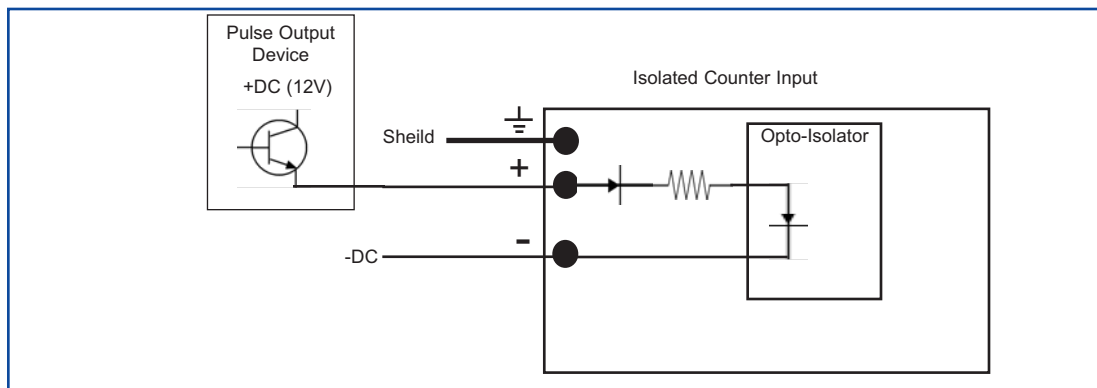 Pulse Output
Device
+DC (12V)
Isolated Counter Input
Sheild
Opto-Isolator
+
-
-DC